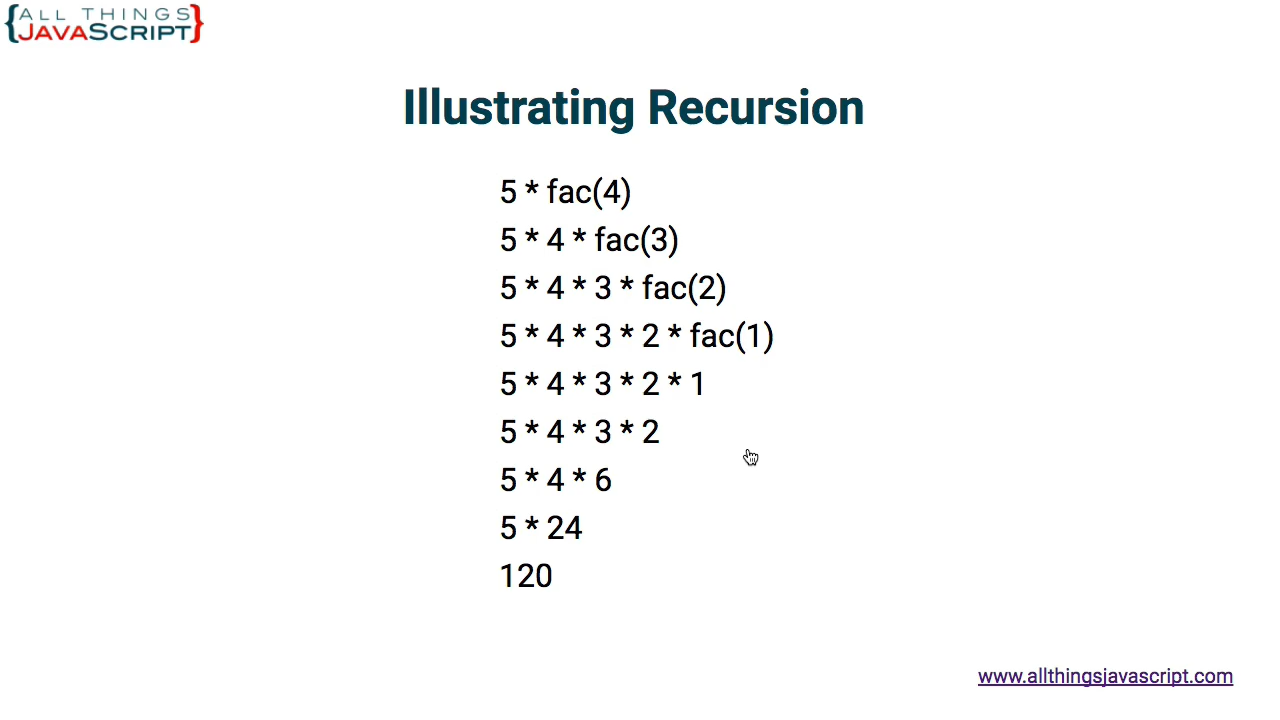 {ALL THINGS
JAVASCRIPT}
Illustrating Recursion
5 * fac(4)
5 * 4 * fac(3)
5 * 4 * 3 * fac(2)
5 * 4 * 3 * 2 * fac(1)
5 * 4 * 3 * 2 * 1
5 * 4 * 3 * 2
5 * 4 * 6
5 * 24
120
www.allthingsjavascript.com